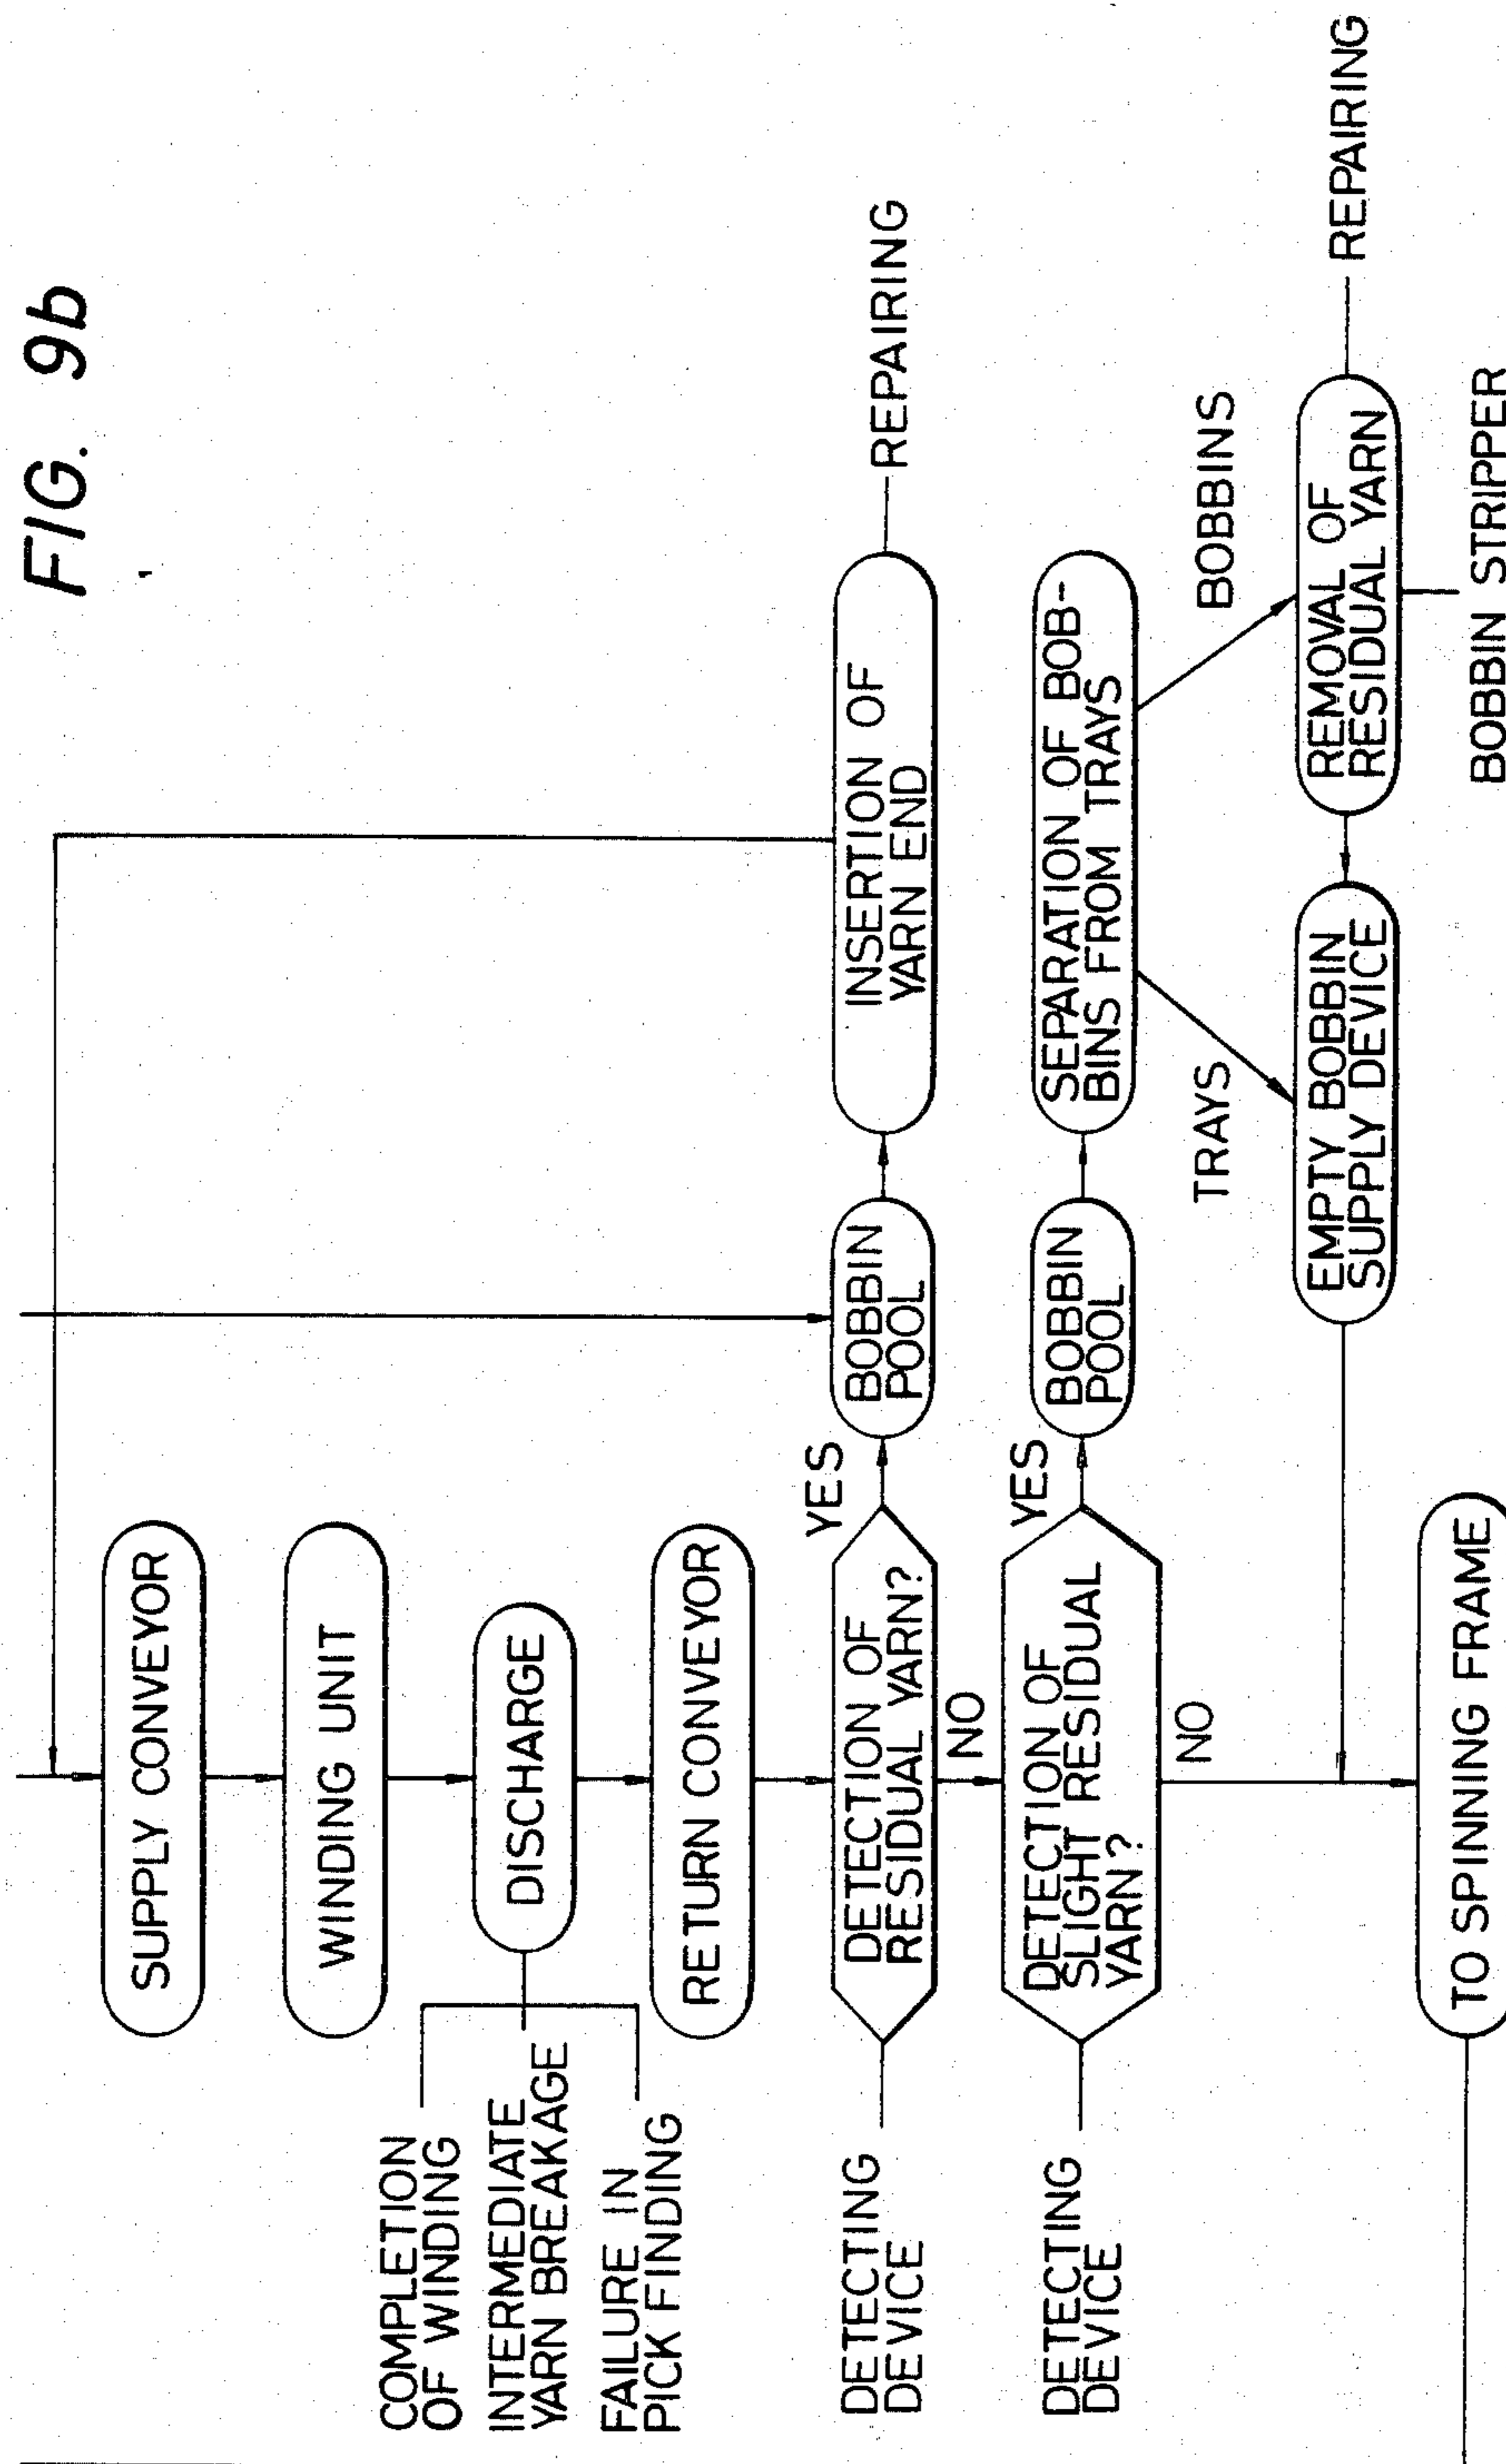 FIG. 9b
SUPPLY CONVEYOR
WINDING UNIT
COMPLETION
OF WINDING
INTERMEDIATE
YARN BREAKAGE
FAILURE IN
PICK FINDING
DISCHARGE
RETURN CONVEYOR
DETECTING
DEVICE
DETECTION OF
RESIDUAL YARN?
YES
BOBBIN
POOL
INSERTION OF
YARN END
REPAIRING
NO
DETECTING
DEVICE
DETECTION OF
SLIGHT RESIDUAL
YARN?
YES
BOBBIN
POOL
SEPARATION OF BOB-
BINS FROM TRAYS
NO
TRAYS
BOBBINS
EMPTY BOBBIN
SUPPLY DEVICE
REMOVAL OF
RESIDUAL YARN
REPAIRING
BOBBIN STRIPPER
TO SPINNING FRAME